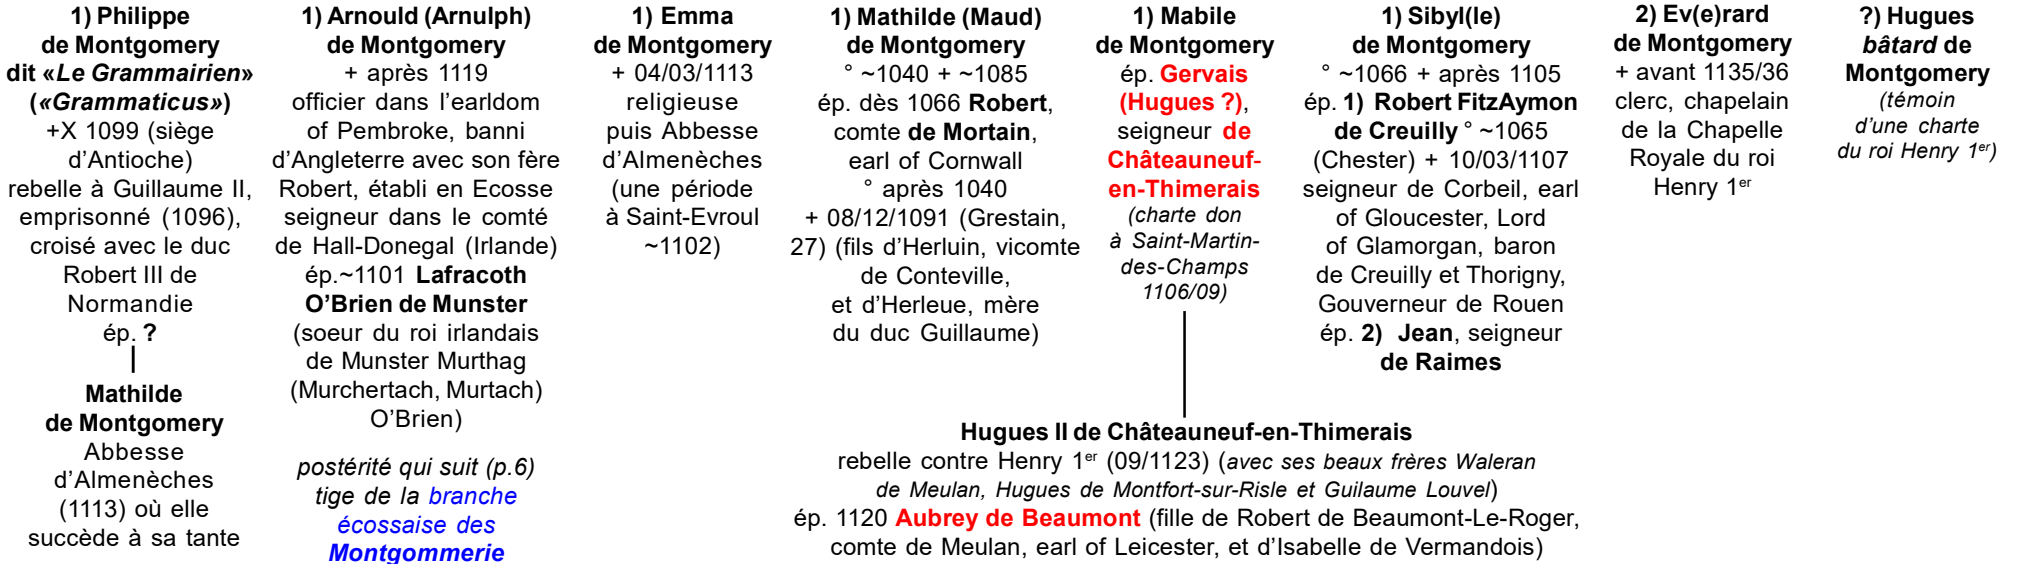 1) Philippe
de Montgomery
dit «Le Grammairien»
(«Grammaticus»)
+X 1099 (siège
d'Antioche)
rebelle à Guillaume II,
emprisonné (1096),
croisé avec le duc
Robert III de
Normandie
ép. ?
Mathilde
de Montgomery
Abbesse
d'Almenèches
(1113) où elle
succède à sa tante
1) Arnould (Arnulph)
de Montgomery
+ après 1119
officier dans l'earldom
of Pembroke, banni
d'Angleterre avec son fère
Robert, établi en Ecosse
seigneur dans le comté
de Hall-Donegal (Irlande)
ép.~1101 Lafracoth
O'Brien de Munster
(soeur du roi irlandais
de Munster Murthag
(Murchertach, Murtach)
O'Brien)
postérité qui suit (p.6)
tige de la branche
écossaise des
Montgommerie
1) Emma
de Montgomery
+ 04/03/1113
religieuse
puis Abbesse
d'Almenèches
(une période
à Saint-Evroul
~1102)
1) Mathilde (Maud)
de Montgomery
° ~1040 + ~1085
ép. dès 1066 Robert,
comte de Mortain,
earl of Cornwall
° après 1040
+ 08/12/1091 (Grestain,
27) (fils d'Herluin, vicomte
de Conteville,
et d'Herleue, mère
du duc Guillaume)
1) Mabile
de Montgomery
ép. Gervais
(Hugues ?),
seigneur de
Châteauneuf-
en-Thimerais
(charte don
à Saint-Martin-
des-Champs
1106/09)
1) Sibyl(le)
de Montgomery
° ~1066 + après 1105
ép. 1) Robert FitzAymon
de Creuilly ° ~1065
(Chester) + 10/03/1107
seigneur de Corbeil, earl
of Gloucester, Lord
of Glamorgan, baron
de Creuilly et Thorigny,
Gouverneur de Rouen
ép. 2) Jean, seigneur
de Raimes
2) Ev(e)rard
de Montgomery
+ avant 1135/36
clerc, chapelain
de la Chapelle
Royale du roi
Henry 1er
?) Hugues
bâtard de
Montgomery
(témoin
d'une charte
du roi Henry 1er)
Hugues II de Châteauneuf-en-Thimerais
rebelle contre Henry 1er (09/1123) (avec ses beaux frères Waleran
de Meulan, Hugues de Montfort-sur-Risle et Guilaume Louvel)
ép. 1120 Aubrey de Beaumont (fille de Robert de Beaumont-Le-Roger,
comte de Meulan, earl of Leicester, et d'Isabelle de Vermandois)